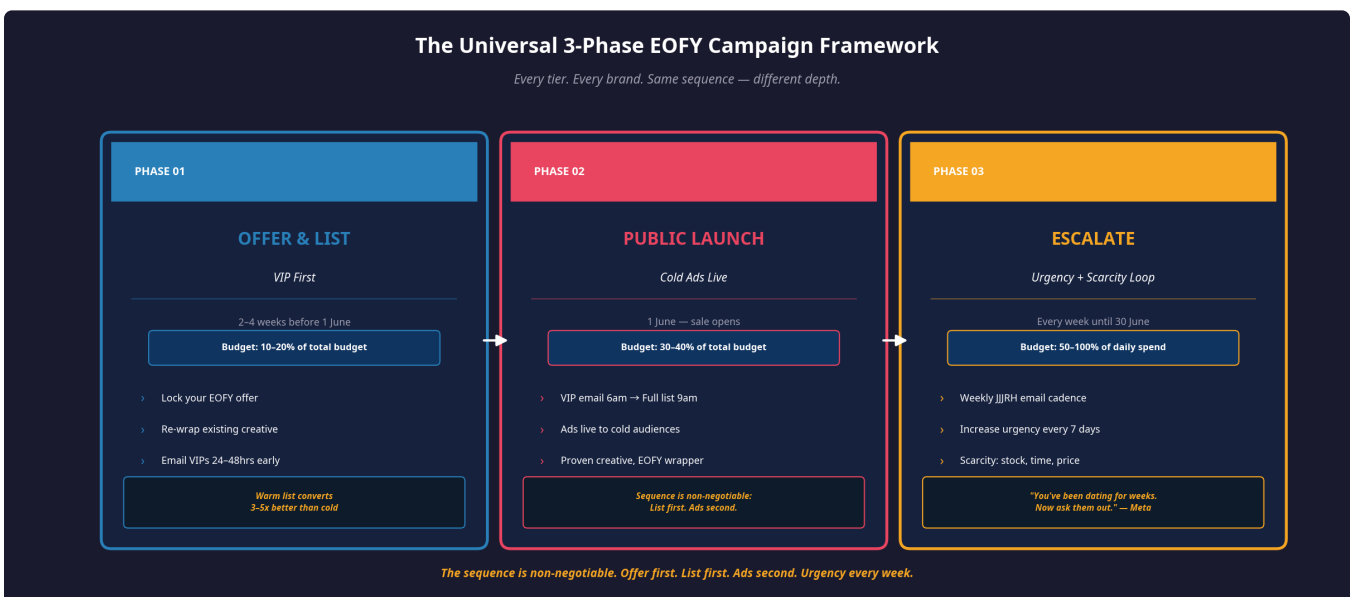 The Universal 3-Phase EOFY Campaign Framework
Every tier. Every brand. Same sequence — different depth.
PHASE 01
OFFER & LIST
VIP First
2–4 weeks before 1 June
Budget: 10–20% of total budget
› Lock your EOFY offer
› Re-wrap existing creative
› Email VIPs 24–48hrs early
Warm list converts
3–5x better than cold
PHASE 02
PUBLIC LAUNCH
Cold Ads Live
1 June — sale opens
Budget: 30–40% of total budget
› VIP email 6am → Full list 9am
› Ads live to cold audiences
› Proven creative, EOFY wrapper
Sequence is non-negotiable:
List first. Ads second.
PHASE 03
ESCALATE
Urgency + Scarcity Loop
Every week until 30 June
Budget: 50–100% of daily spend
› Weekly JJJRH email cadence
› Increase urgency every 7 days
› Scarcity: stock, time, price
"You've been dating for weeks.
Now ask them out." — Meta
The sequence is non-negotiable. Offer first. List first. Ads second. Urgency every week.